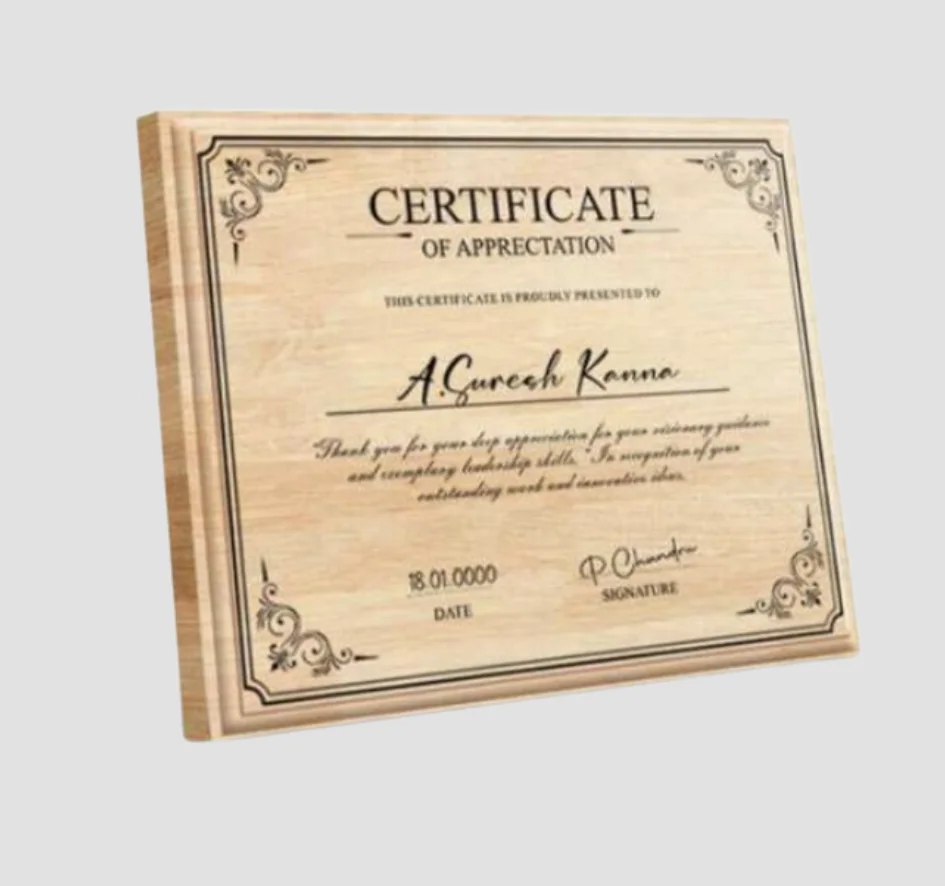 CERTIFICATE
OF APPRECTATION
THIS CERTIFICATE IS PROUDLY PRESENTED TO
A.Suresh Kanna
"Thank you for your deep appreciation for your visionary guidance
and exemplary leadership skills. "In recognition of your
outstanding work and innovative ideas.
18.01.0000
P.Chandru
DATE
SIGNATURE